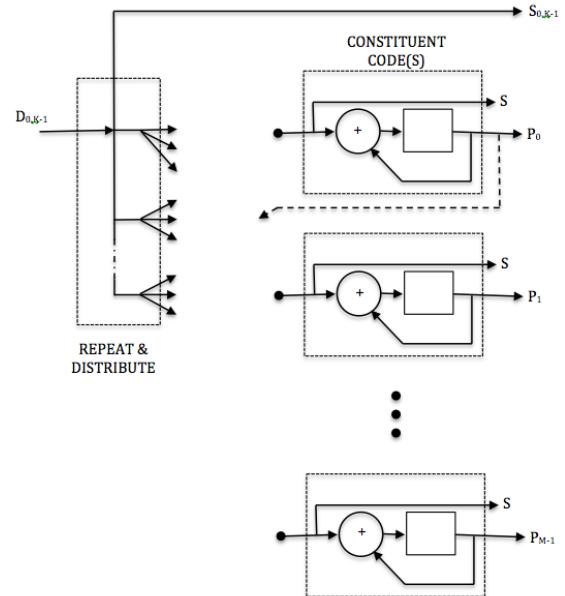 S0,K-1
CONSTITUENT
CODE(S)
D0,K-1
S
+
P0
S
+
P1
REPEAT &
DISTRIBUTE
S
+
PM-1